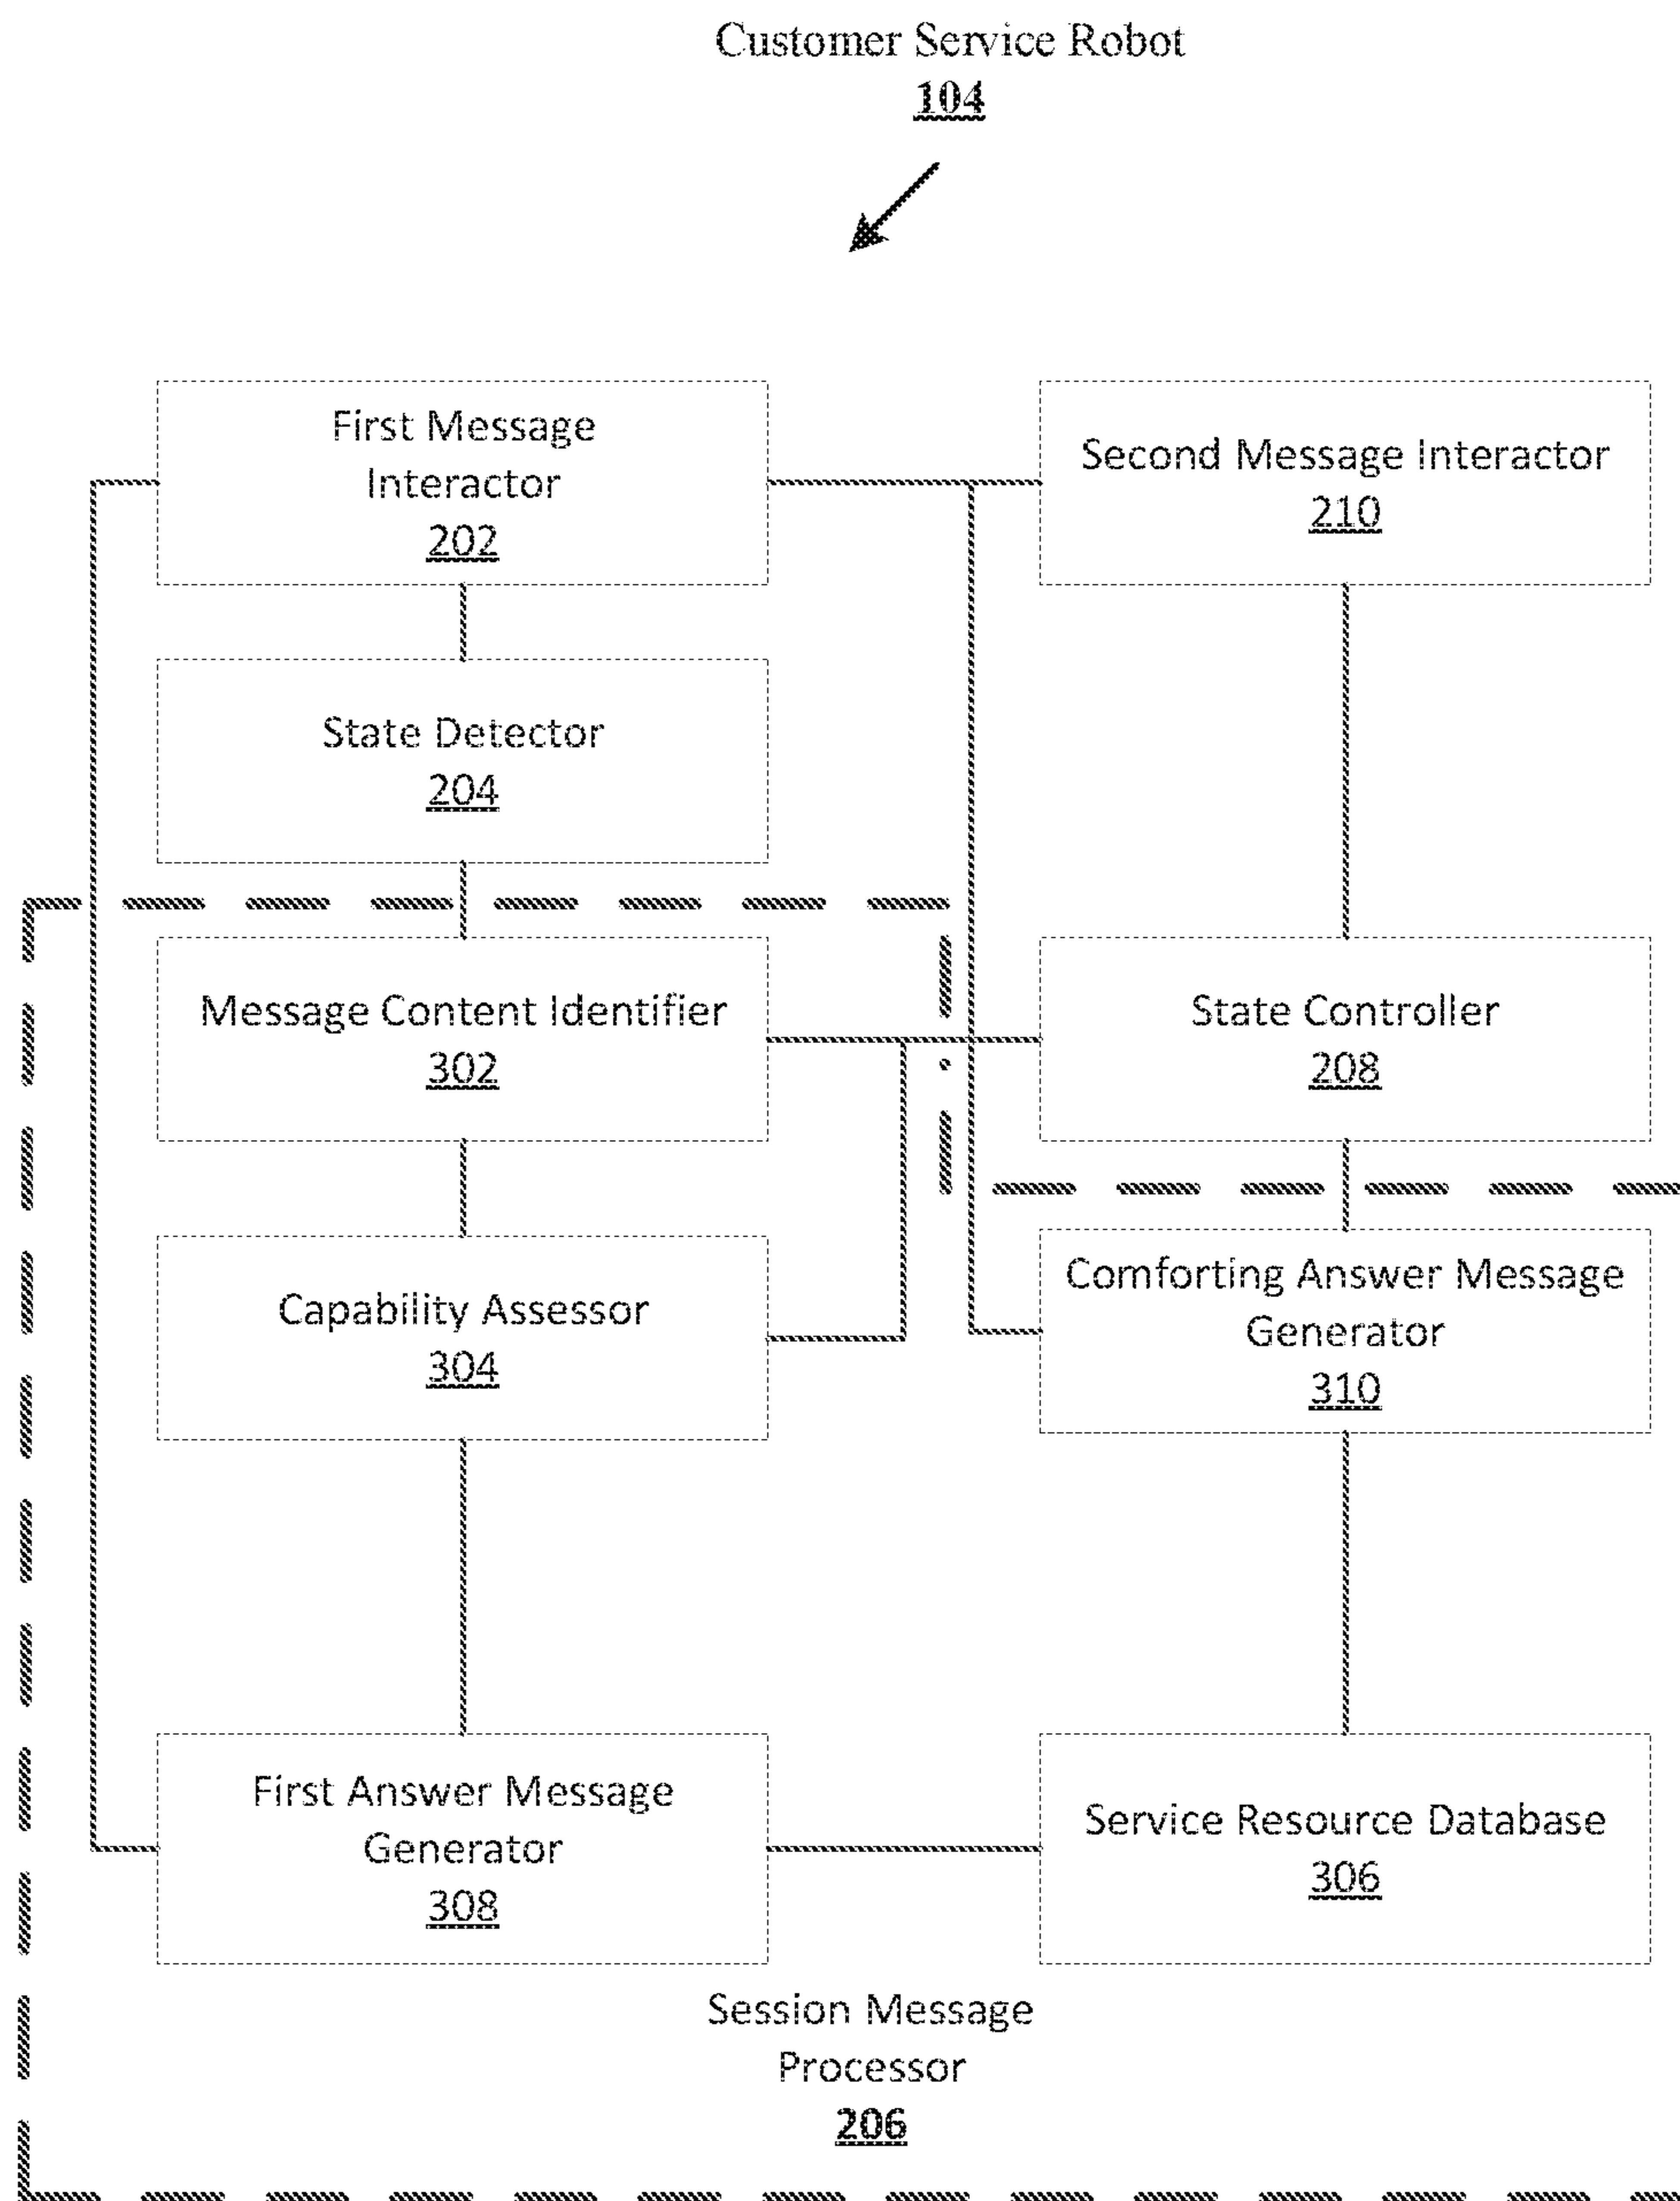 Customer Service Robot
104
First Message
Interactor
202
Second Message Interactor
210
State Detector
204
Message Content Identifier
302
State Controller
208
Capability Assessor
304
Comforting Answer Message
Generator
310
First Answer Message
Generator
308
Service Resource Database
306
Session Message
Processor
206